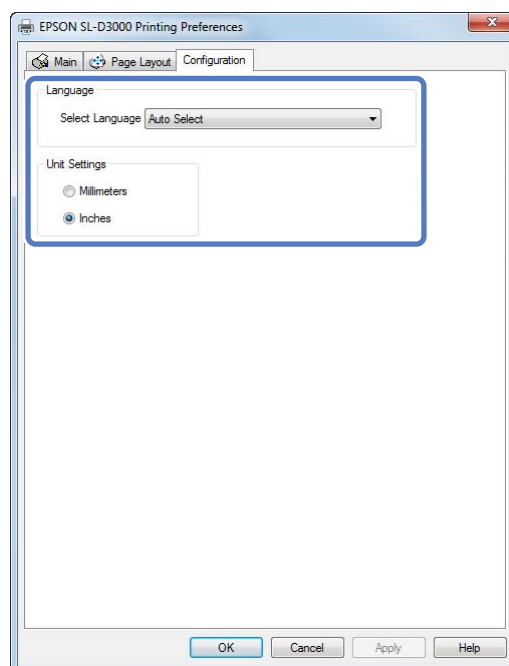 EPSON SL-D3000 Printing Preferences
Main Page Layout Configuration
Language
Select Language Auto Select
Unit Settings
Millimeters
Inches
OK Cancel Apply Help